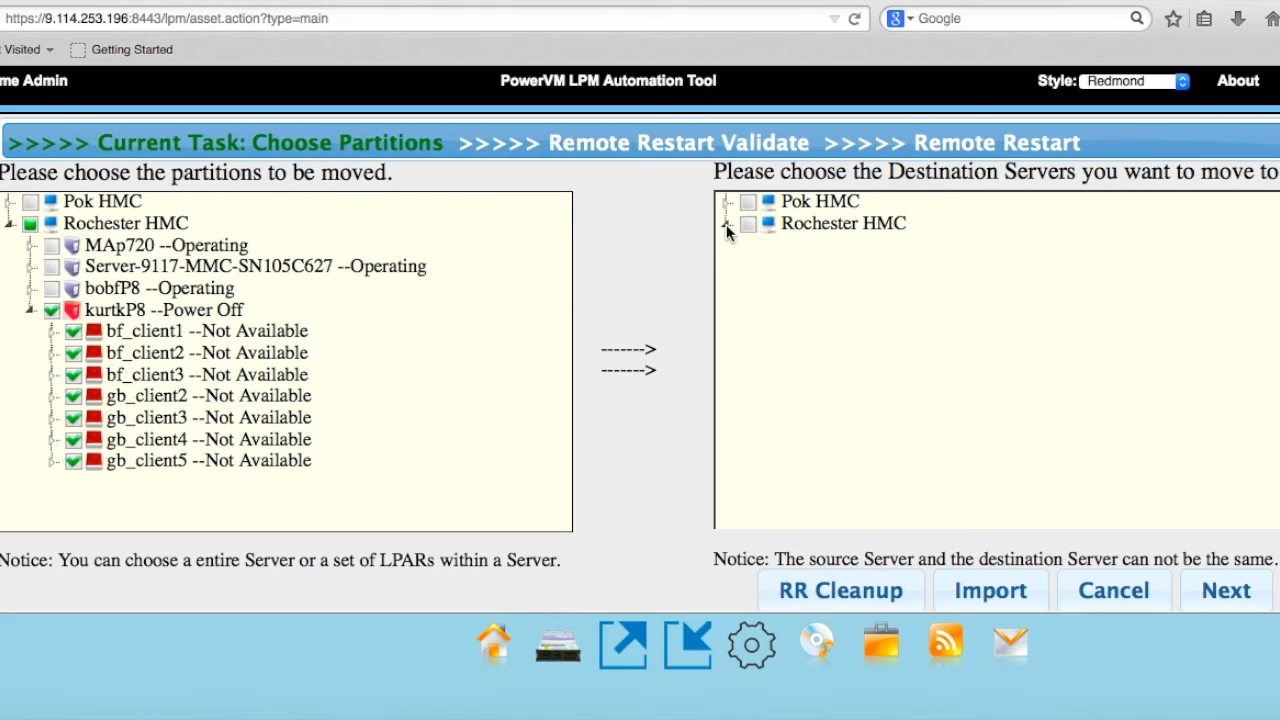 https://9.114.253.196:8443/lpm/asset.action?type=main
Google
t Visited
Getting Started
me Admin
PowerVM LPM Automation Tool
Style: Redmond
About
>>>>> Current Task: Choose Partitions >>>>> Remote Restart Validate >>>>> Remote Restart
Please choose the partitions to be moved.
Pok HMC
Rochester HMC
MAp720 --Operating
Server-9117-MMC-SN105C627 --Operating
bobfP8 --Operating
kurtkP8 --Power Off
bf_client1 --Not Available
bf_client2 --Not Available
bf_client3 --Not Available
gb_client2 --Not Available
gb_client3 --Not Available
gb_client4 --Not Available
gb_client5 --Not Available
Notice: You can choose a entire Server or a set of LPARs within a Server.
------->
------->
Please choose the Destination Servers you want to move to
Pok HMC
Rochester HMC
Notice: The source Server and the destination Server can not be the same.
RR Cleanup
Import
Cancel
Next